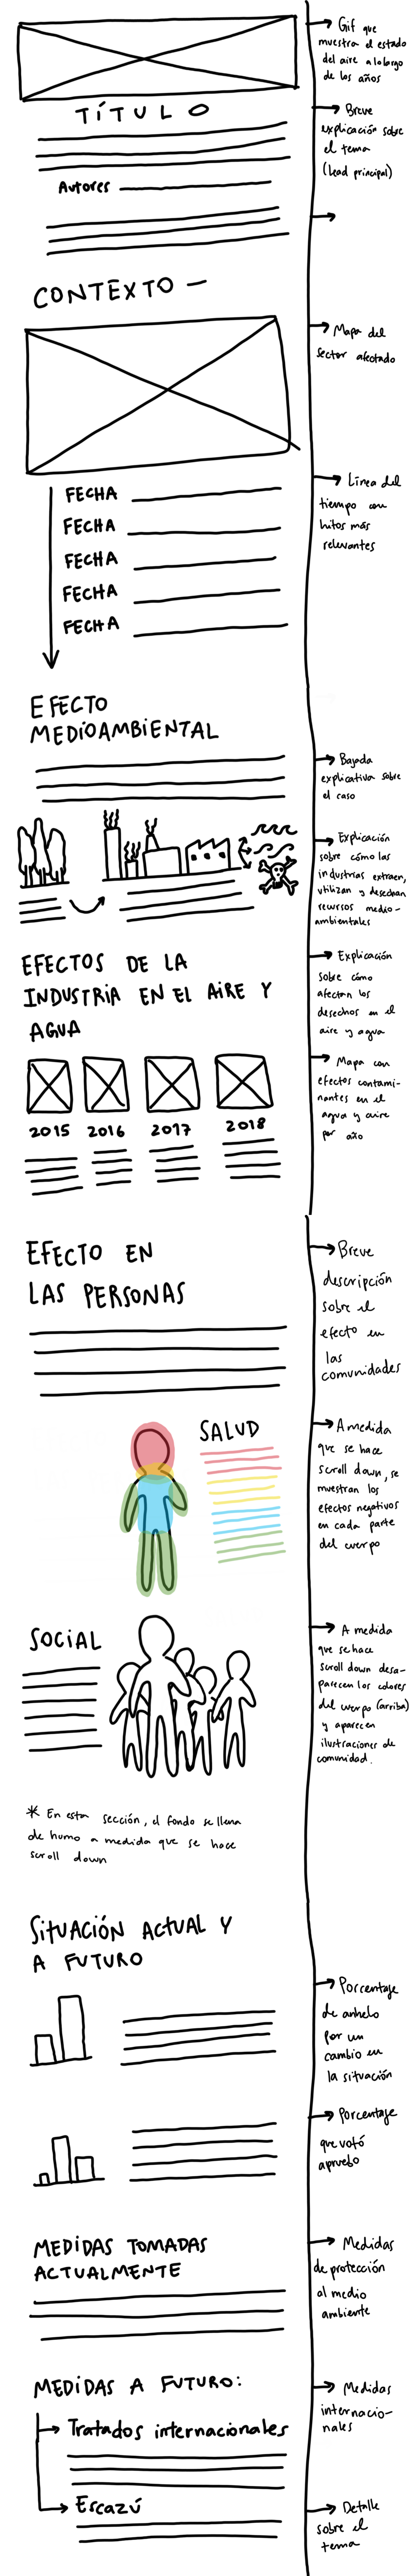 Gif que
muestra el estado
del aire a lo largo
de los años
TÍTULO
Breve
explicación sobre
el tema
(lead principal)
Autores
CONTEXTO -
Mapa del
sector afectado
Línea del
tiempo con
hitos más
relevantes
FECHA
FECHA
FECHA
FECHA
FECHA
EFECTO
MEDIOAMBIENTAL
Bajada
explicativa sobre
el caso
Explicación
sobre cómo las
industrias extraen,
utilizan y desechan
recursos medio-
ambientales
EFECTOS DE LA
INDUSTRIA EN EL AIRE Y
AGUA
Explicación
sobre cómo
afectan los
desechos en el
aire y agua
Mapa con
efectos contami-
nantes en el
agua y aire
por año
2015 2016 2017 2018
EFECTO EN
LAS PERSONAS
Breve
descripción
sobre el
efecto en
las
comunidades
SALUD
A medida
que se hace
scroll down, se
muestran los
efectos negativos
en cada parte
del cuerpo
SOCIAL
A medida
que se hace
scroll down desa-
parecen los colores
del cuerpo (arriba)
y aparecen
ilustraciones de
comunidad.
* En esta sección, el fondo se llena
de humo a medida que se hace
scroll down
SITUACIÓN ACTUAL Y
A FUTURO
Porcentaje
de anhelo
por un
cambio en
la situación
Porcentaje
que votó
apruebo
MEDIDAS TOMADAS
ACTUALMENTE
Medidas
de protección
al medio
ambiente
MEDIDAS A FUTURO:
Medidas
internacio-
nales
Tratados internacionales
Escazú
Detalle
sobre el
tema